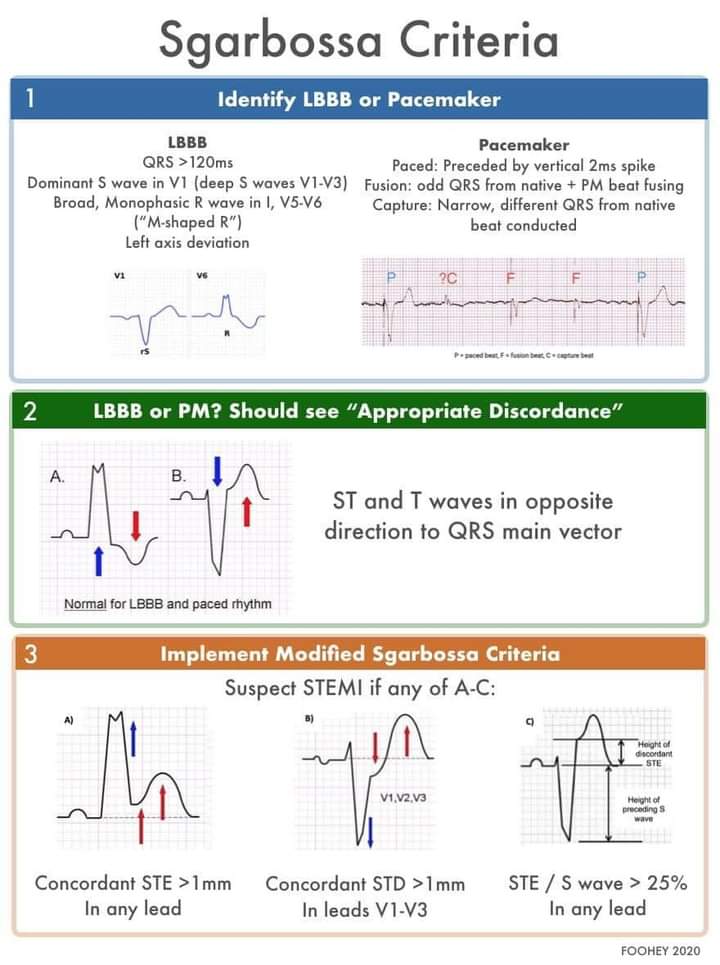 Sgarbossa Criteria
1
Identify LBBB or Pacemaker
LBBB
QRS >120ms
Dominant S wave in V1 (deep S waves V1-V3)
Broad, Monophasic R wave in I, V5-V6
(“M-shaped R”)
Left axis deviation
Pacemaker
Paced: Preceded by vertical 2ms spike
Fusion: odd QRS from native + PM beat fusing
Capture: Narrow, different QRS from native
beat conducted
V1
V6
rS
R
P ?C F F P
P = paced beat, F = fusion beat, C = capture beat
2
LBBB or PM? Should see “Appropriate Discordance”
A.
B.
Normal for LBBB and paced rhythm
ST and T waves in opposite
direction to QRS main vector
3
Implement Modified Sgarbossa Criteria
Suspect STEMI if any of A-C:
A)
Concordant STE >1mm
In any lead
B)
V1,V2,V3
Concordant STD >1mm
In leads V1-V3
C)
Height of
discordant
STE
Height of
preceding S
wave
STE / S wave > 25%
In any lead
FOOHEY 2020